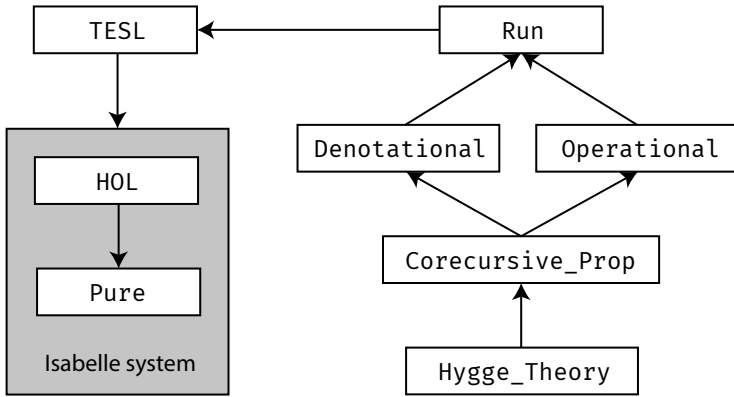 TESL
Run
Denotational
Operational
HOL
Corecursive_Prop
Pure
Isabelle system
Hygge_Theory